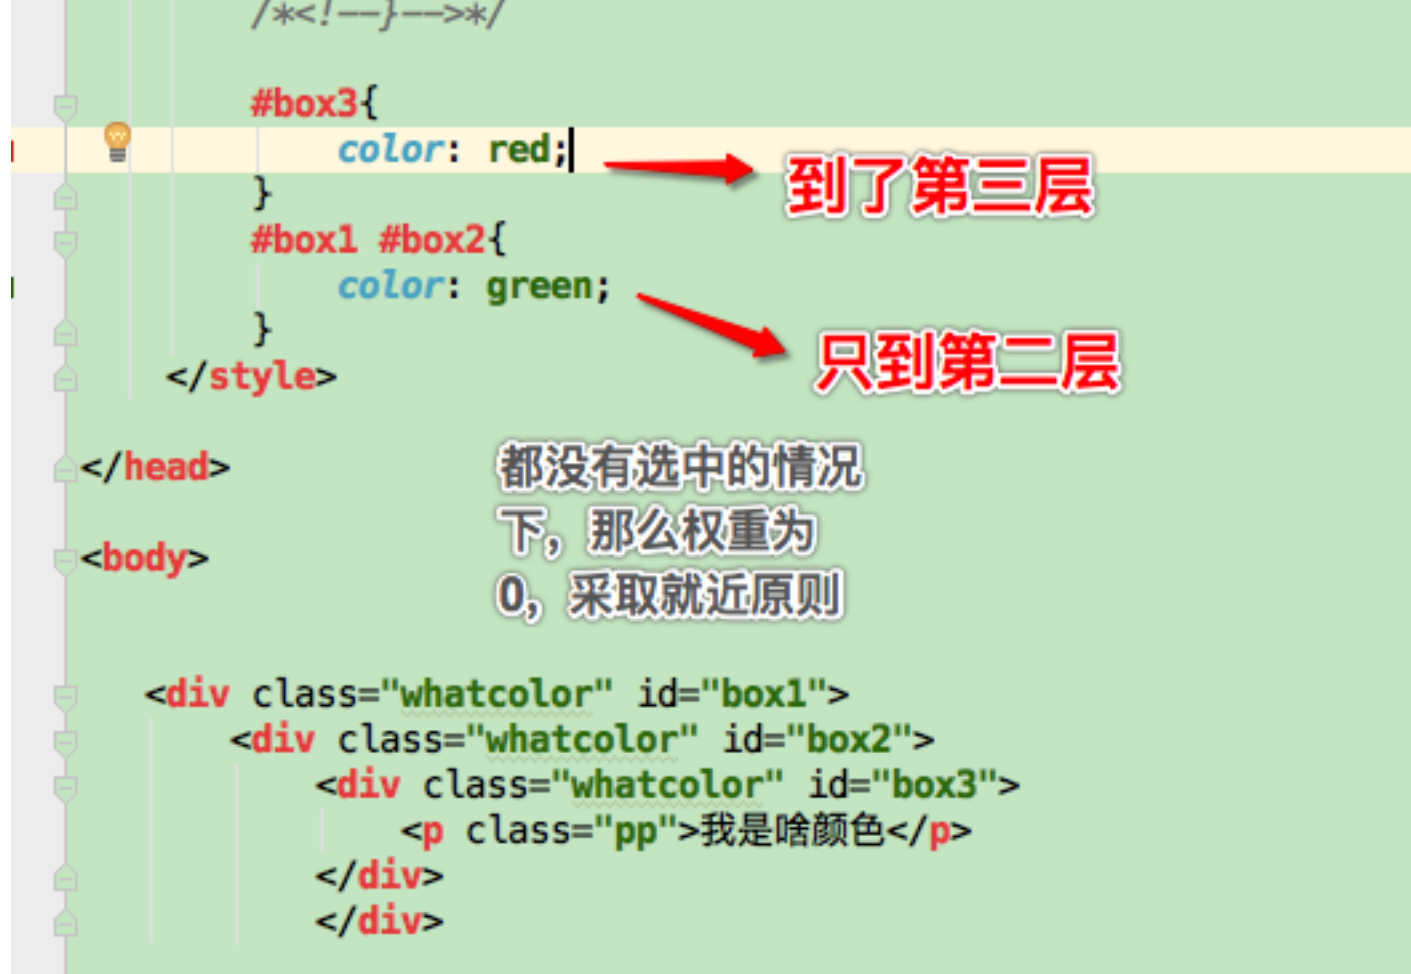 /*<!--}-->*/
#box3{
color: red;
到了第三层
}
#box1 #box2{
color: green;
}
只到第二层
</style>
</head>
都没有选中的情况
下，那么权重为
0，采取就近原则
<body>
<div class="whatcolor" id="box1">
<div class="whatcolor" id="box2">
<div class="whatcolor" id="box3">
<p class="pp">我是啥颜色</p>
</div>
</div>